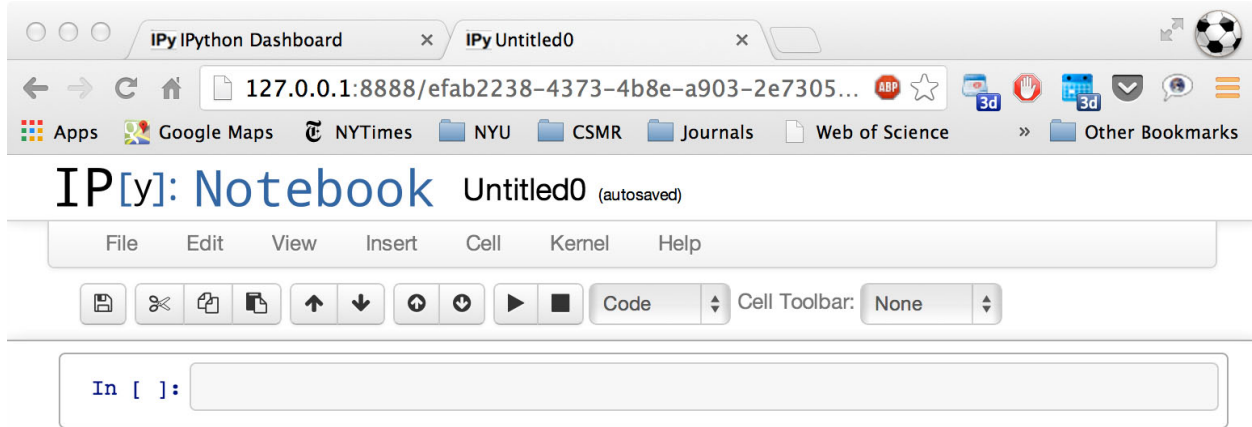 IPy IPython Dashboard × IPy Untitled0 ×
127.0.0.1:8888/efab2238-4373-4b8e-a903-2e7305... ABP 3d 3d
Apps Google Maps NYTimes NYU CSMR Journals Web of Science » Other Bookmarks
IP[y]: Notebook Untitled0 (autosaved)
File Edit View Insert Cell Kernel Help
Code Cell Toolbar: None
In [ ]: